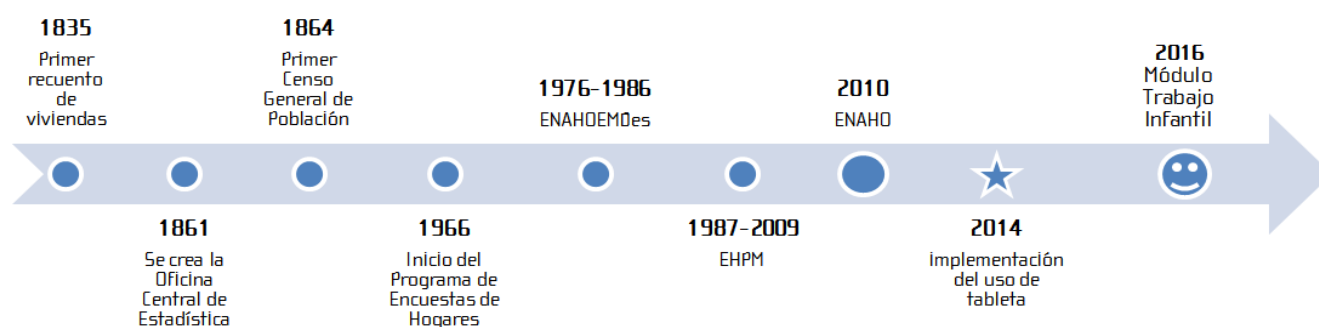 1835
Primer
recuento
de
viviendas
1861
Se crea la
Oficina
Central de
Estadística
1864
Primer
Censo
General de
Población
1966
Inicio del
Programa de
Encuestas de
Hogares
1976-1986
ENAHOEMDes
1987-2009
EHPM
2010
ENAHO
2014
implementación
del uso de
tableta
2016
Módulo
Trabajo
Infantil